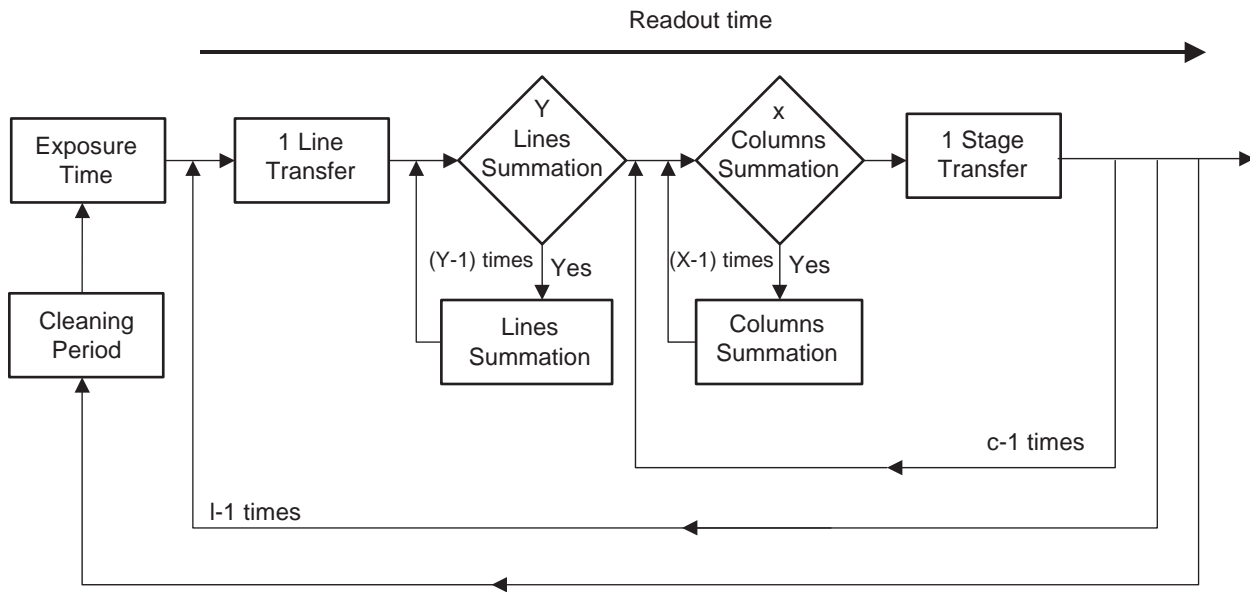 Readout time
Exposure
Time
1 Line
Transfer
Y
Lines
Summation
x
Columns
Summation
1 Stage
Transfer
(Y-1) times
Yes
(X-1) times
Yes
Cleaning
Period
Lines
Summation
Columns
Summation
c-1 times
l-1 times